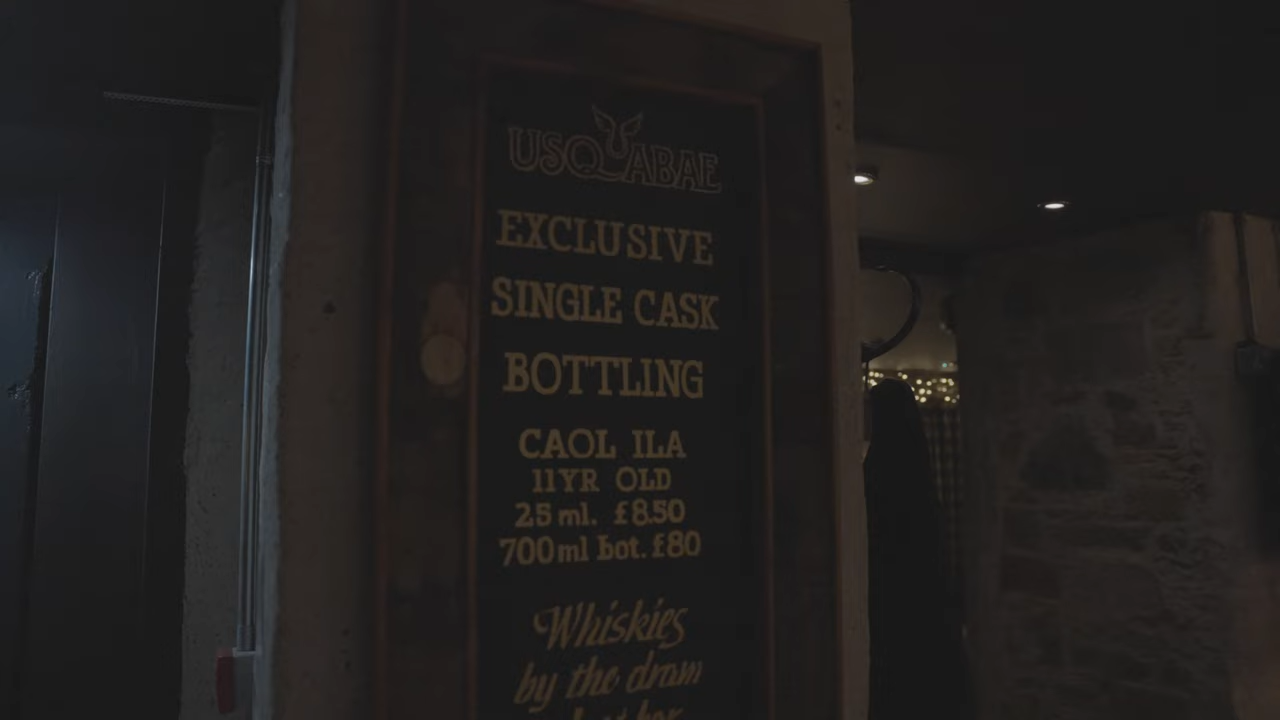 USQUABAE
EXCLUSIVE
SINGLE CASK
BOTTLING
CAOL ILA
11YR OLD
25ml. £8.50
700ml bot. £80
Whiskies
by the dram